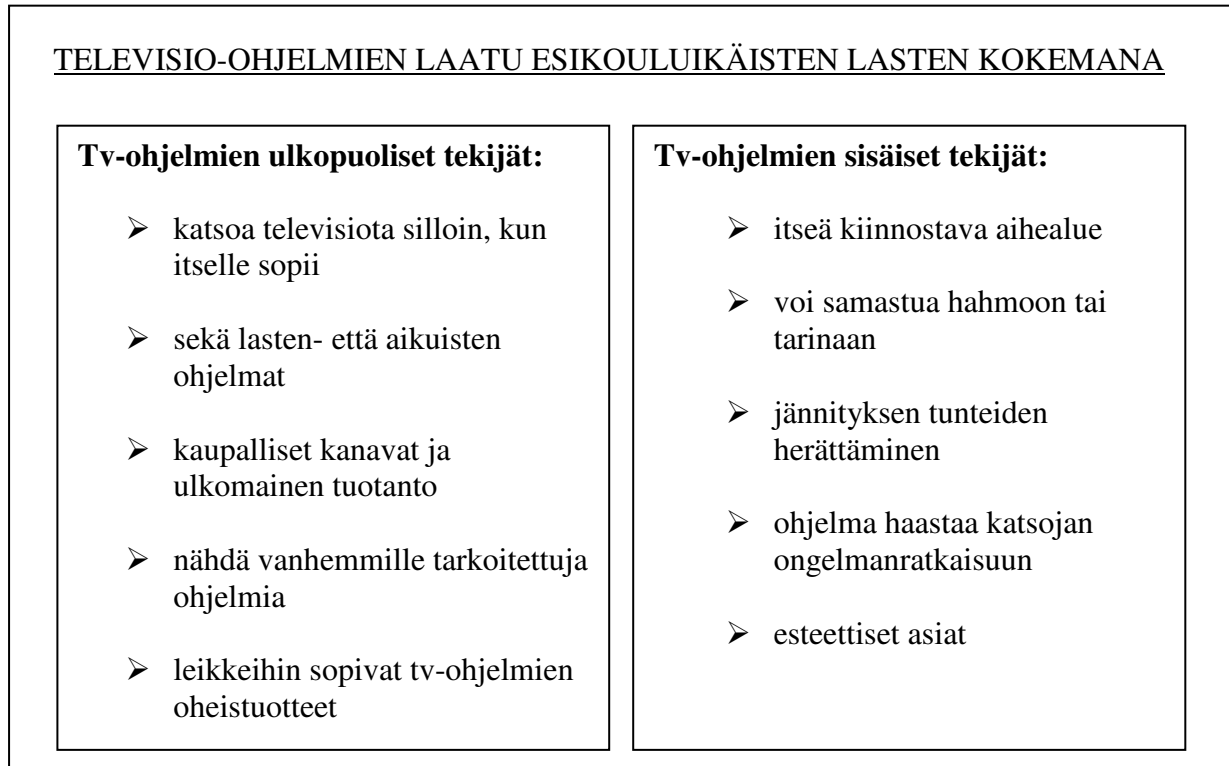 TELEVISIO-OHJELMIEN LAATU ESIKOULUIKÄISTEN LASTEN KOKEMANA
Tv-ohjelmien ulkopuoliset tekijät:
➢ katsoa televisiota silloin, kun
itselle sopii
➢ sekä lasten- että aikuisten
ohjelmat
➢ kaupalliset kanavat ja
ulkomainen tuotanto
➢ nähdä vanhemmille tarkoitettuja
ohjelmia
➢ leikkeihin sopivat tv-ohjelmien
oheistuotteet
Tv-ohjelmien sisäiset tekijät:
➢ itseä kiinnostava aihealue
➢ voi samastua hahmoon tai
tarinaan
➢ jännityksen tunteiden
herättäminen
➢ ohjelma haastaa katsojan
ongelmanratkaisuun
➢ esteettiset asiat